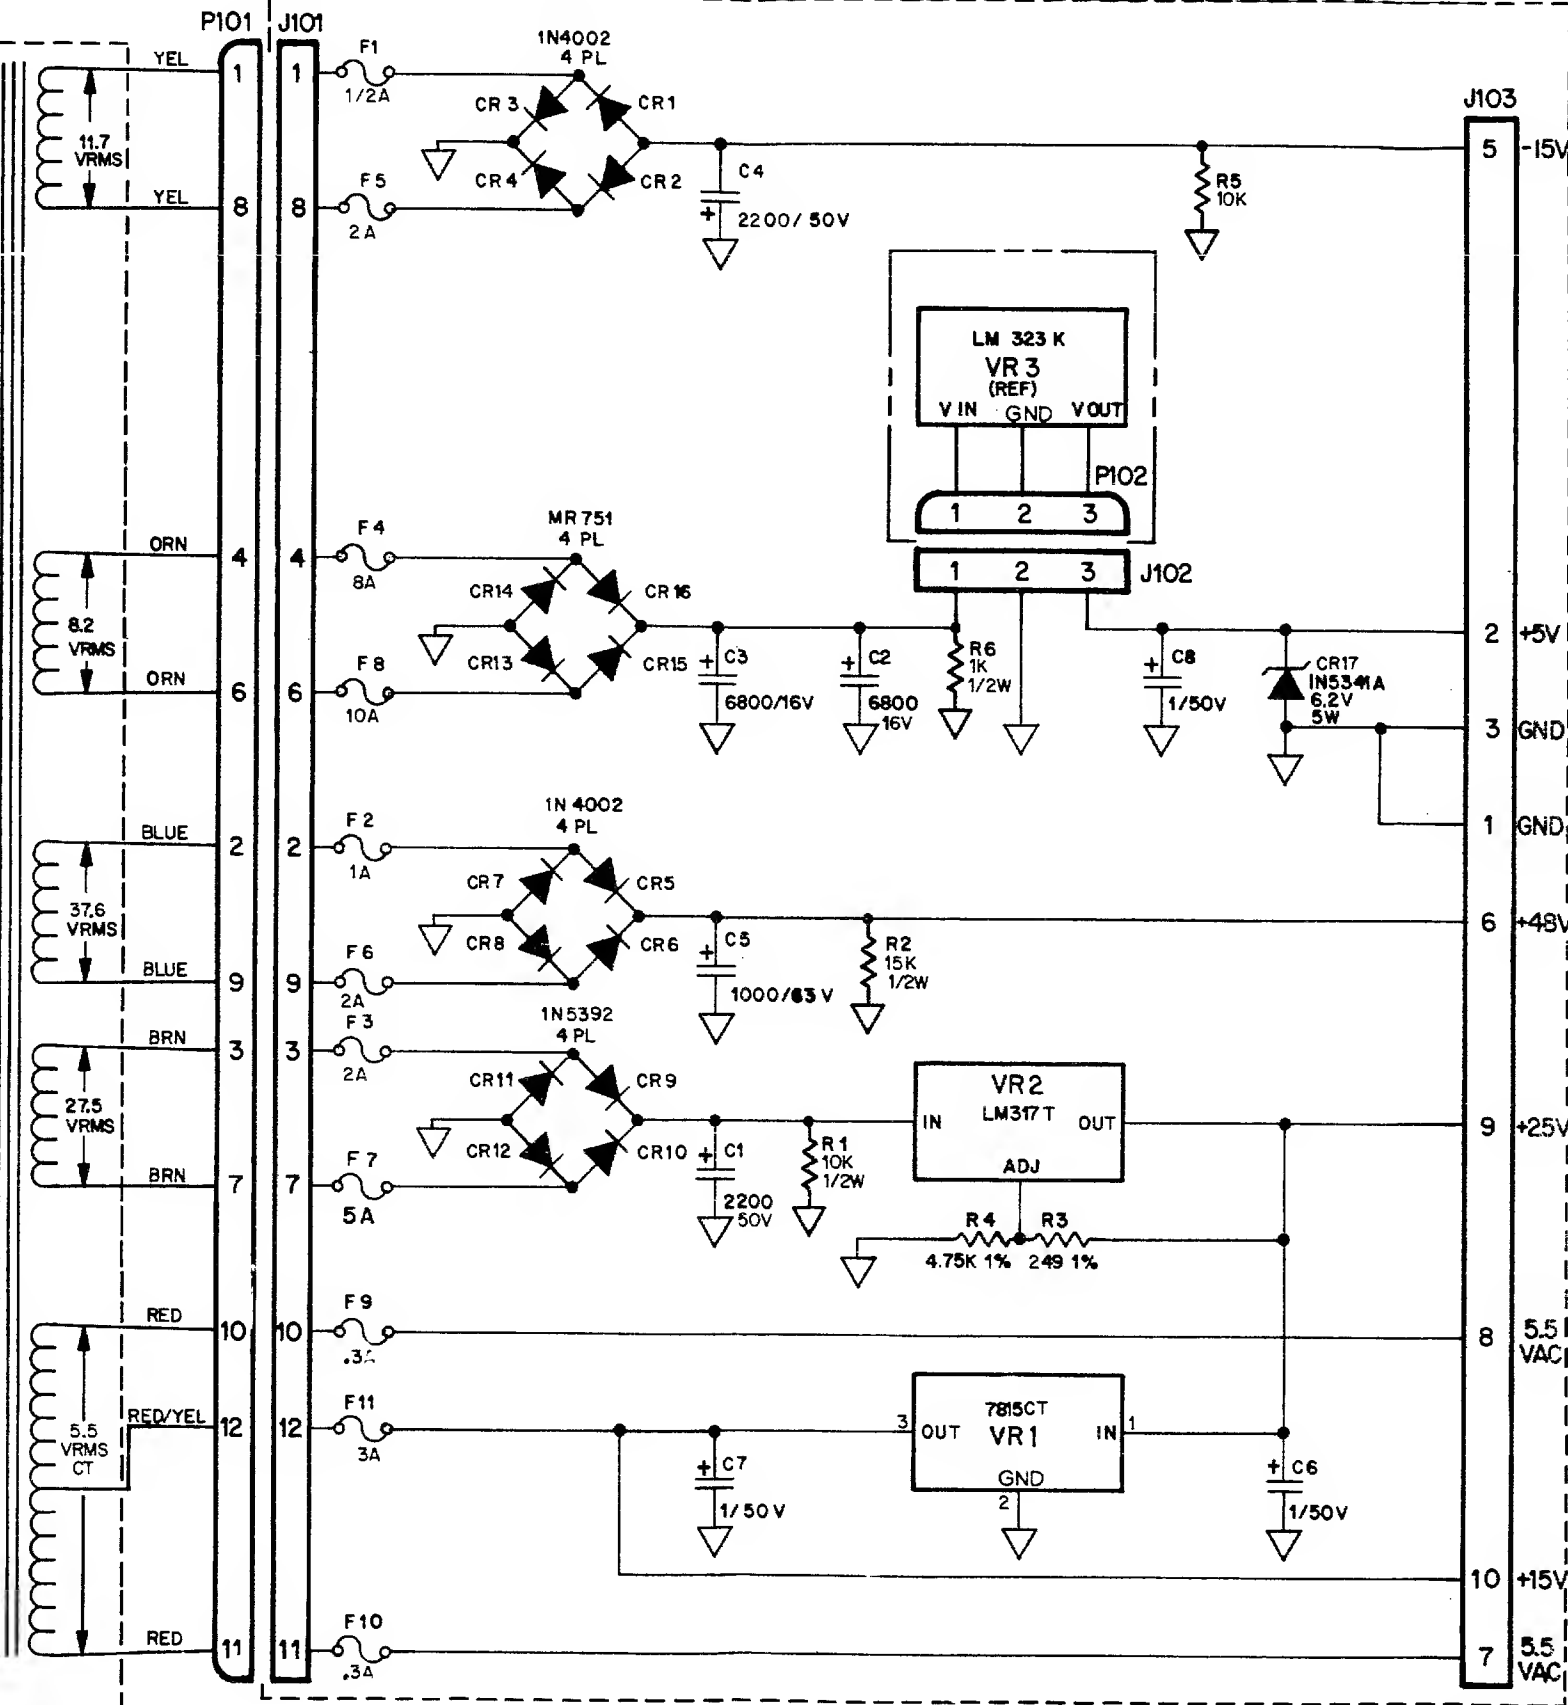 P101 J101
YEL 1 1 F1
1/2A
1N4002
4 PL
CR3 CR1
CR4 CR2
11.7
VRMS
YEL 8 8 F5
2A
C4
+
2200/50V
R5
10K
J103
5 -15V
LM 323 K
VR3
(REF)
V IN GND V OUT
P102
1 2 3
1 2 3 J102
ORN 4 4 F4
8A
MR751
4 PL
CR14 CR16
CR13 CR15
8.2
VRMS
ORN 6 6 F8
10A
+ C3
6800/16V
+ C2
6800
16V
R6
1K
1/2W
+ C8
1/50V
CR17
1N5341A
6.2V
5W
2 +5V
3 GND
1 GND
BLUE 2 2 F2
1A
1N 4002
4 PL
CR7 CR5
CR8 CR6
37.6
VRMS
BLUE 9 9 F6
2A
+ C5
1000/63V
R2
15K
1/2W
6 +48V
BRN 3 3 F3
2A
1N5392
4 PL
CR11 CR9
CR12 CR10
27.5
VRMS
BRN 7 7 F7
5A
+ C1
2200
50V
R1
10K
1/2W
VR2
LM317T
IN OUT
ADJ
R4 R3
4.75K 1% 249 1%
9 +25V
RED 10 10 F9
8 5.5
VAC
RED/YEL 12 12 F11
3A
5.5
VRMS
CT
+ C7
1/50V
7815CT
VR1
3 OUT IN 1
GND
2
+ C6
1/50V
10 +15V
RED 11 11 F10
.3A
7 5.5
VAC